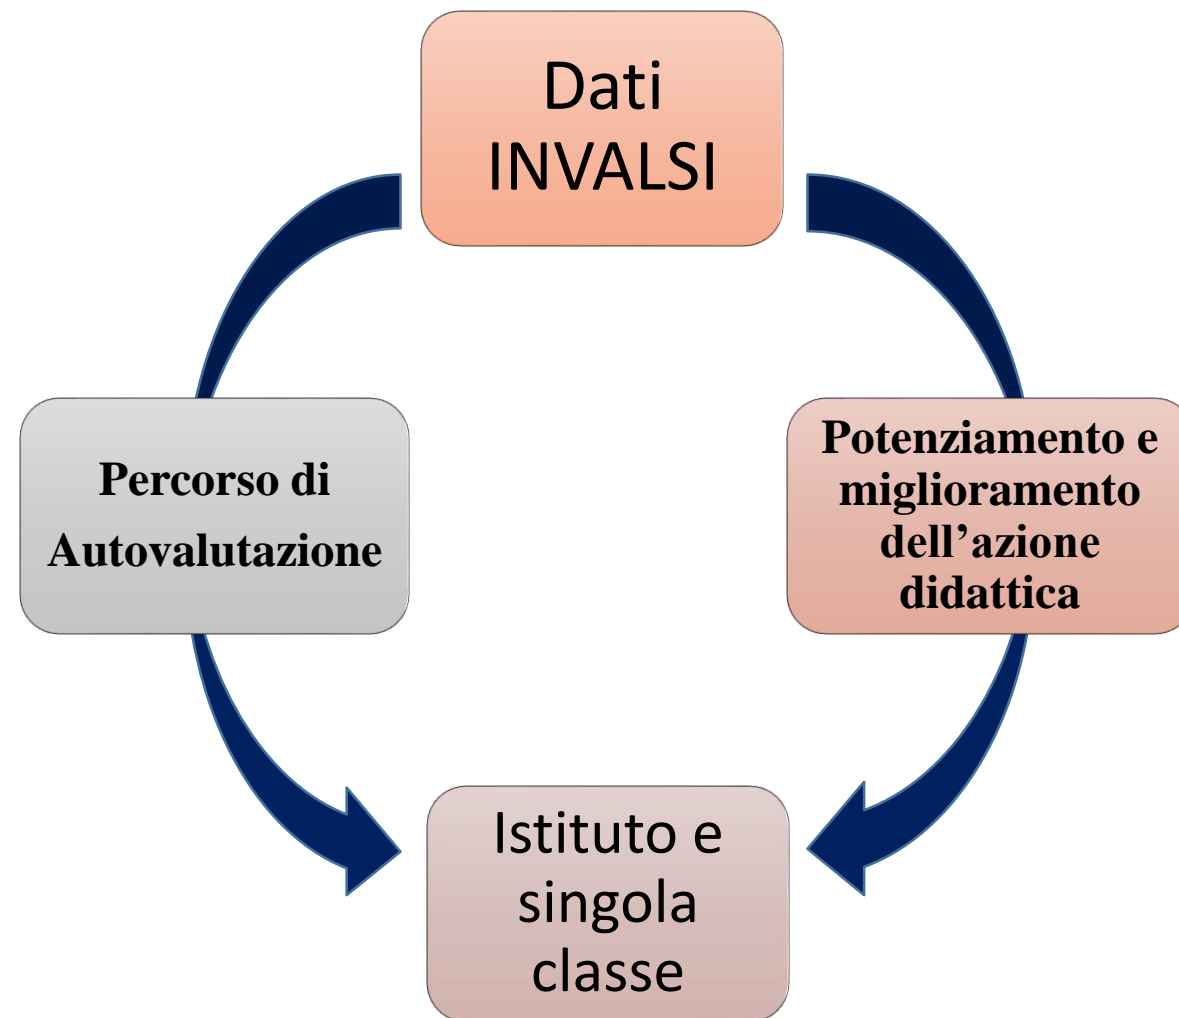 Dati
INVALSI
Percorso di
Autovalutazione
Potenziamento e
miglioramento
dell’azione
didattica
Istituto e
singola
classe